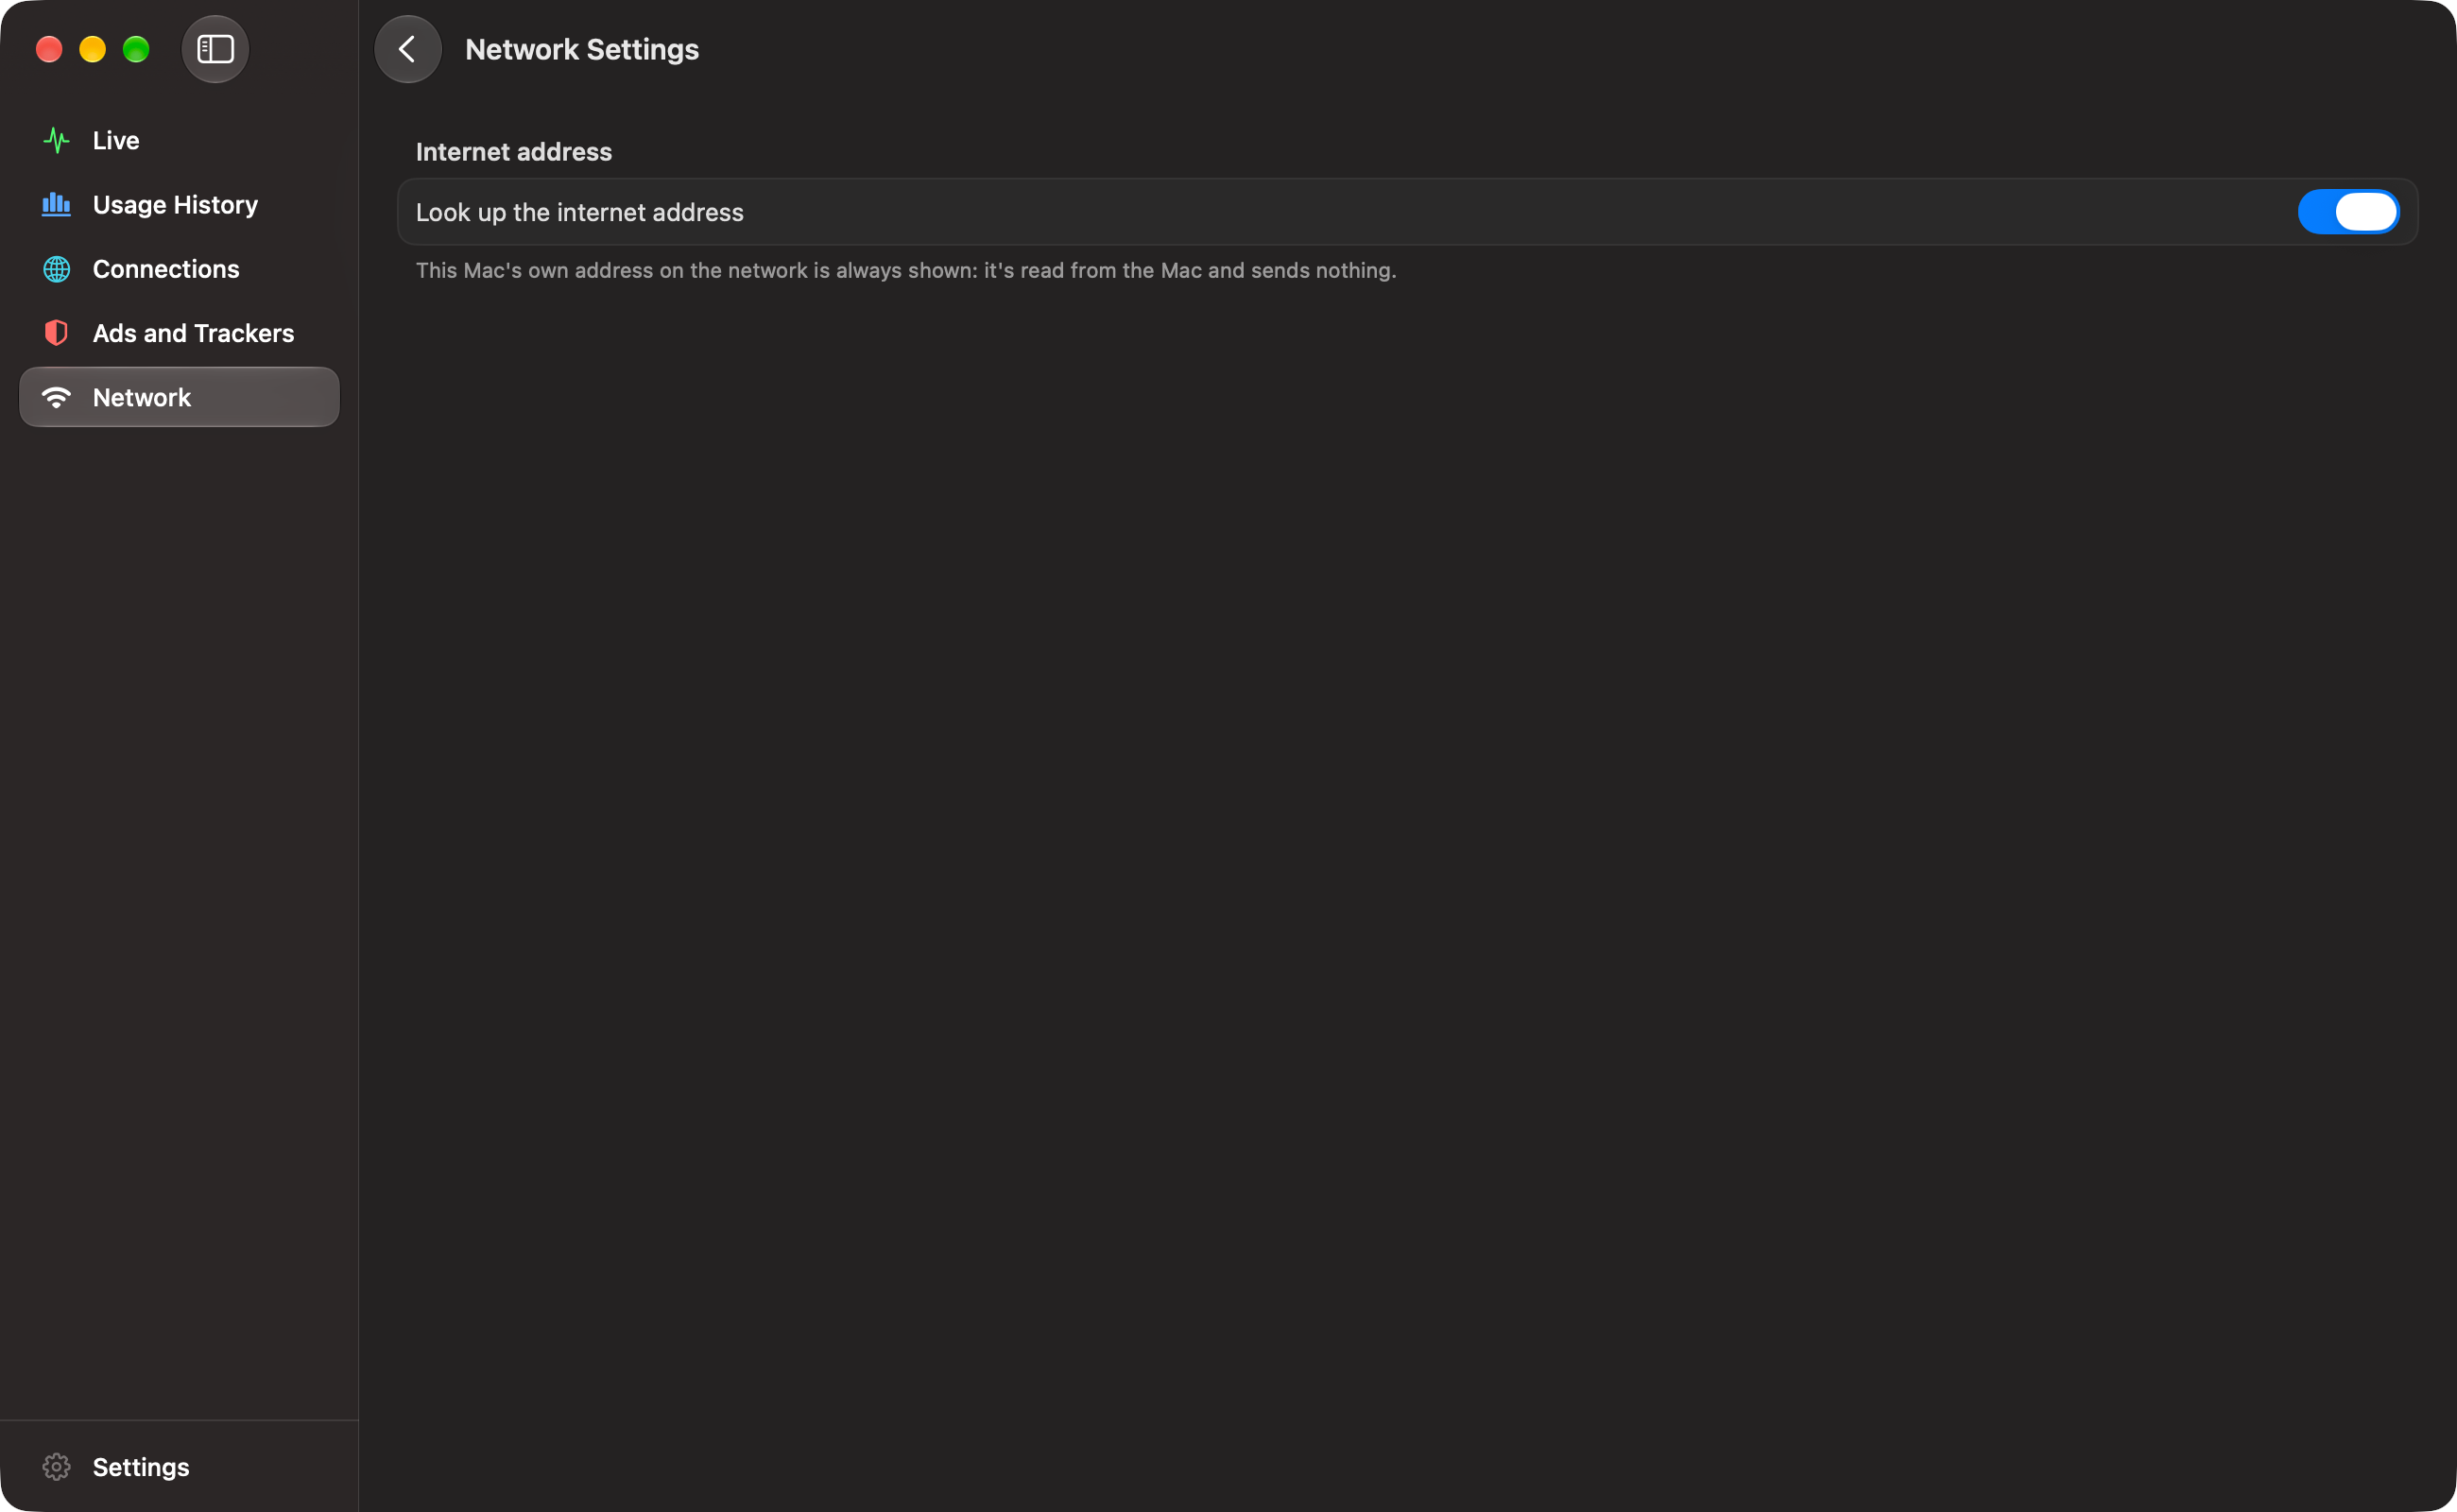 Network Settings
Live
Usage History
Connections
Ads and Trackers
Network
Settings
Internet address
Look up the internet address
This Mac's own address on the network is always shown: it's read from the Mac and sends nothing.